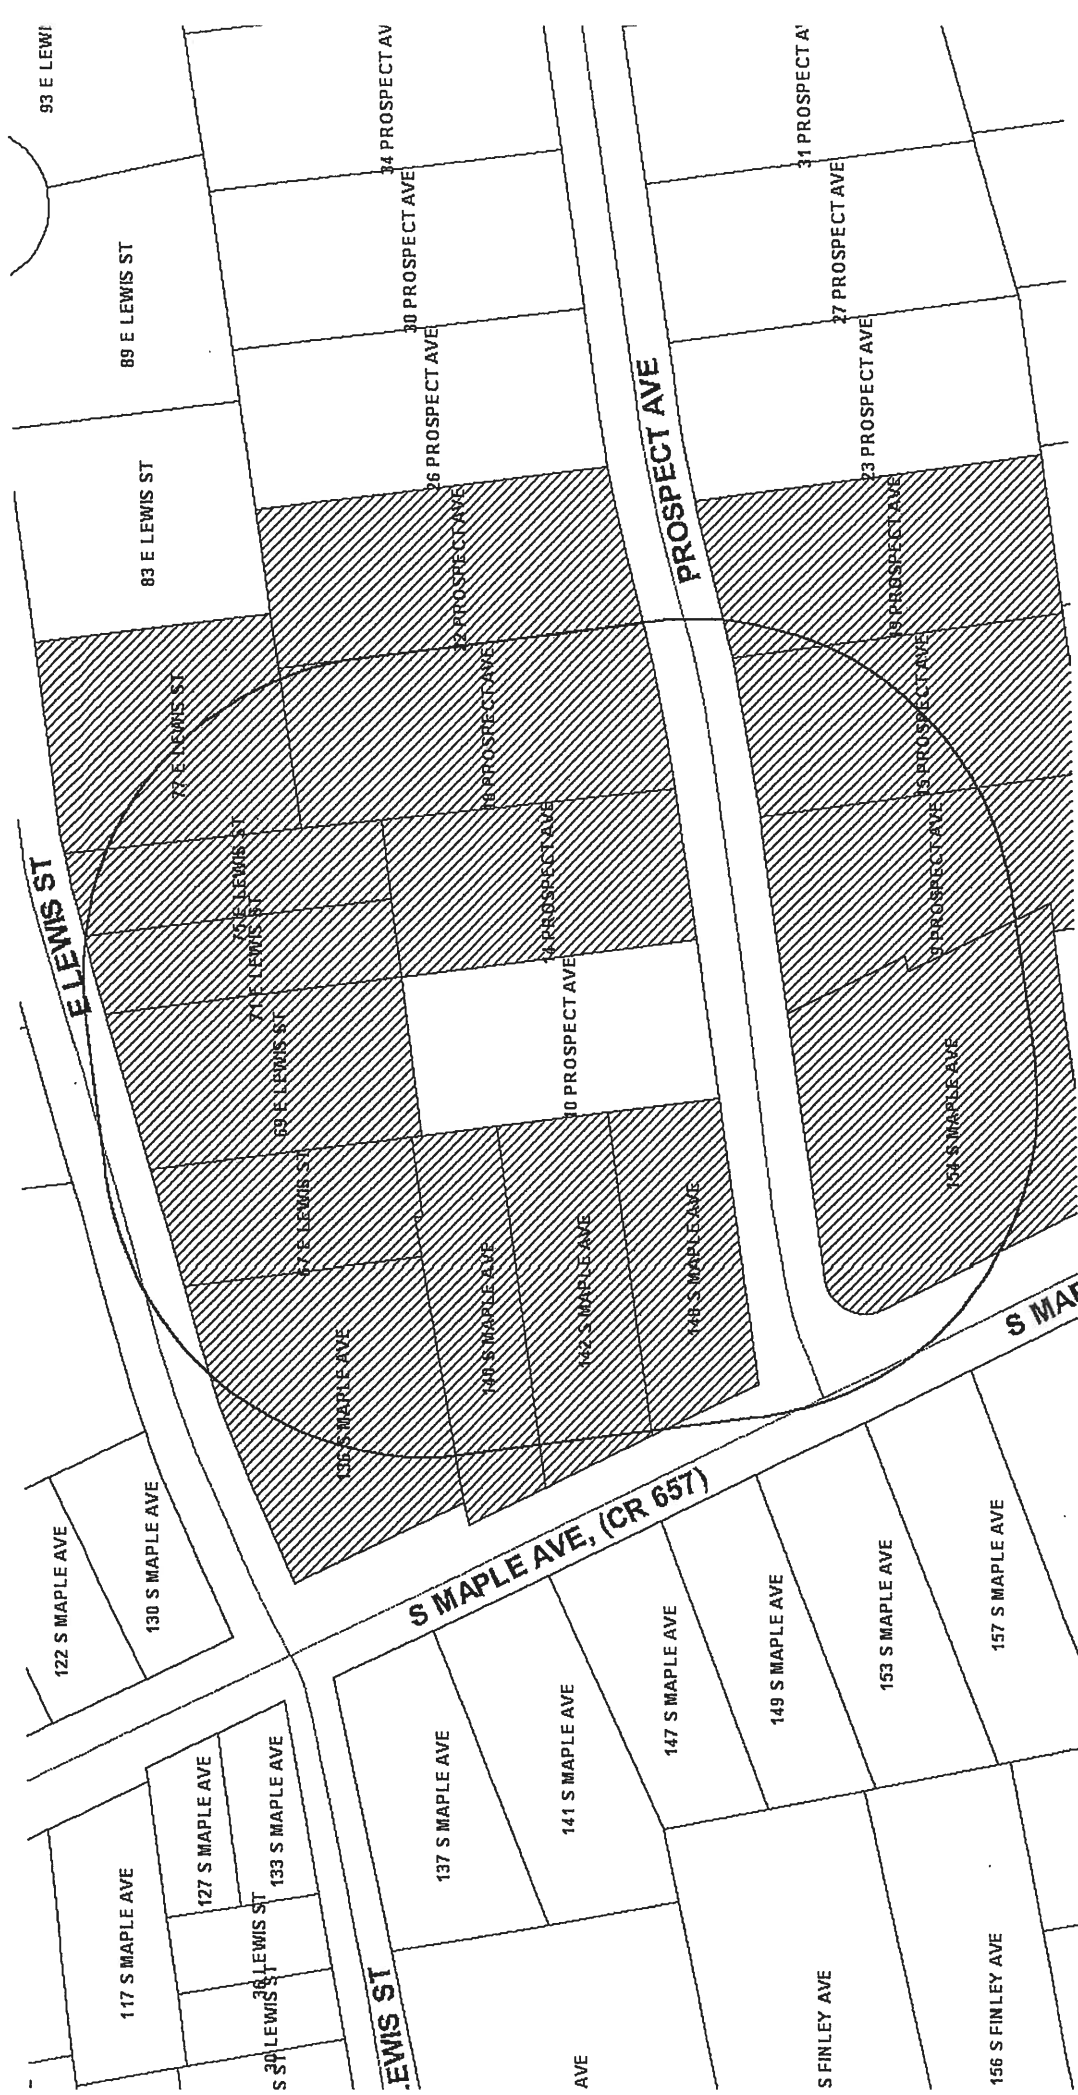 93 E LEWI
34 PROSPECT AV
31 PROSPECT A
30 PROSPECT AVE
27 PROSPECT AVE
89 E LEWIS ST
26 PROSPECT AVE
PROSPECT AVE
23 PROSPECT AVE
83 E LEWIS ST
22 PROSPECT AVE
19 PROSPECT AVE
77 E LEWIS ST
18 PROSPECT AVE
15 PROSPECT AVE
E LEWIS ST
75 E LEWIS ST
14 PROSPECT AVE
9 PROSPECT AVE
71 E LEWIS ST
69 E LEWIS ST
10 PROSPECT AVE
154 S MAPLE AVE
67 E LEWIS ST
140 S MAPLE AVE
142 S MAPLE AVE
148 S MAPLE AVE
S MAP
136 S MAPLE AVE
S MAPLE AVE, (CR 657)
122 S MAPLE AVE
130 S MAPLE AVE
157 S MAPLE AVE
153 S MAPLE AVE
149 S MAPLE AVE
147 S MAPLE AVE
141 S MAPLE AVE
137 S MAPLE AVE
127 S MAPLE AVE
133 S MAPLE AVE
117 S MAPLE AVE
LEWIS ST
30 LEWIS ST
S ST
LEWIS ST
AVE
S FINLEY AVE
156 S FINLEY AVE